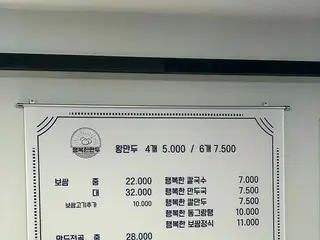 행복한만두
왕만두 4개 5.000 / 6개 7.500
보쌈 중 22.000
대 32.000
보쌈고기추가 10.000
만두전골 중 28.000
행복한 칼국수 7.000
행복한 만두국 7.500
행복한 쫄만두 7.500
행복한 동그랑땡 10.000
행복한 보쌈정식 11.000